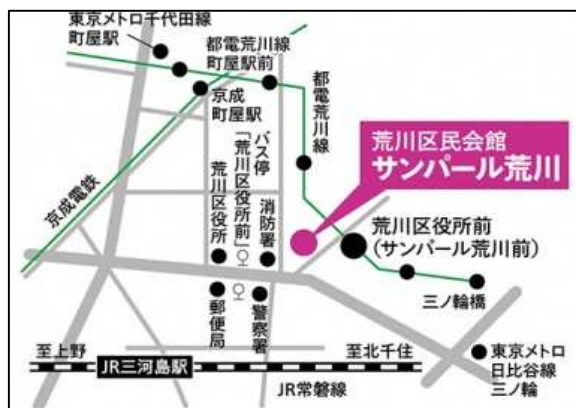 東京メトロ千代田線
町屋駅
都電荒川線
町屋駅前
京成
町屋駅
都電荒川線
荒川区民会館
サンパール荒川
京成電鉄
バス停
「荒川区役所前」
荒川区役所
消防署
荒川区役所前
(サンパール荒川前)
三ノ輪橋
郵便局
警察署
至上野
JR三河島駅
至北千住
JR常磐線
東京メトロ
日比谷線
三ノ輪